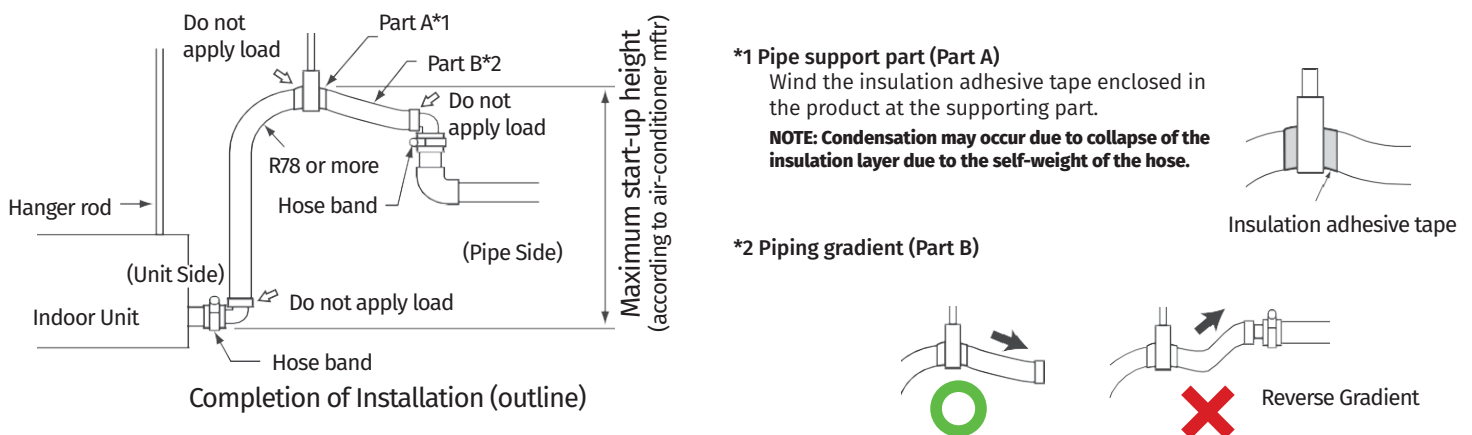 Do not
apply load
Part A*1
Part B*2
Do not
apply load
R78 or more
Hose band
Hanger rod
(Pipe Side)
(Unit Side)
Do not apply load
Indoor Unit
Hose band
Maximum start-up height
(according to air-conditioner mftr)
Completion of Installation (outline)
*1 Pipe support part (Part A)
Wind the insulation adhesive tape enclosed in
the product at the supporting part.
NOTE: Condensation may occur due to collapse of the
insulation layer due to the self-weight of the hose.
Insulation adhesive tape
*2 Piping gradient (Part B)
Reverse Gradient